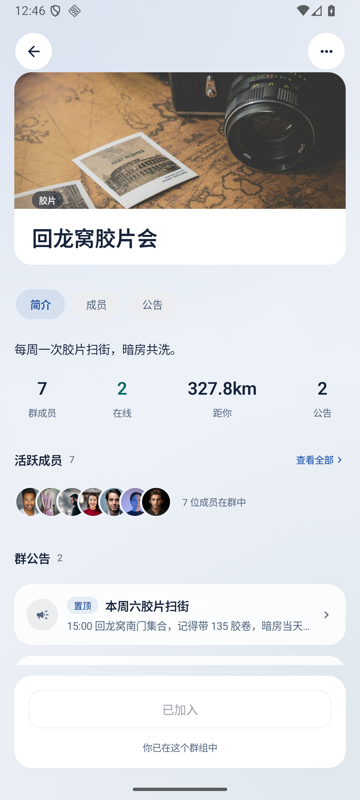 12:46
胶片
回龙窝胶片会
简介
成员
公告
每周一次胶片扫街，暗房共洗。
7
2
327.8km
2
群成员
在线
距你
公告
活跃成员 7
查看全部
7 位成员在群中
群公告 2
置顶 本周六胶片扫街
15:00 回龙窝南门集合，记得带 135 胶卷，暗房当天...
已加入
你已在这个群组中